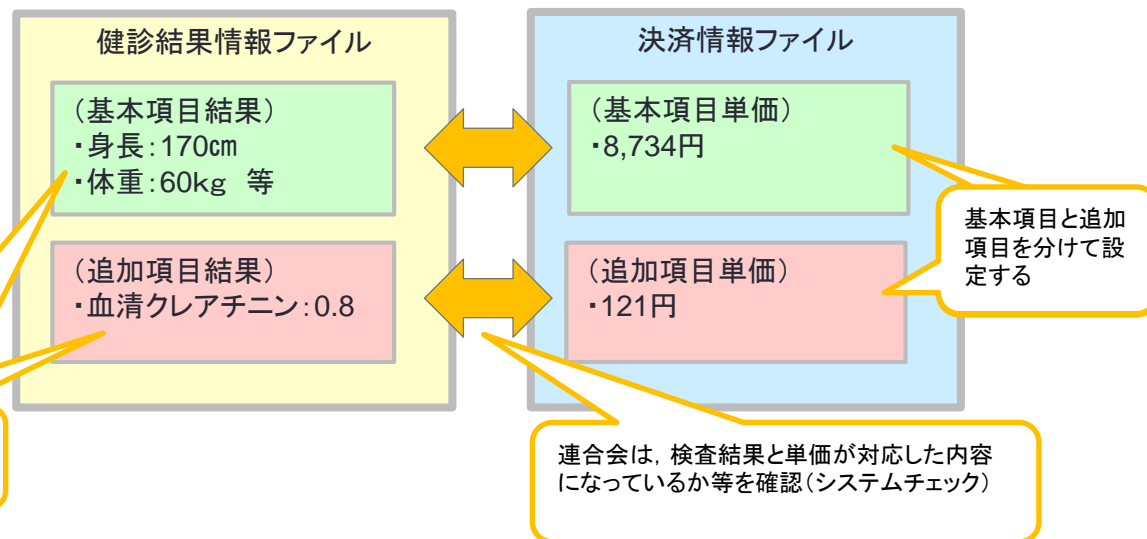 健診結果情報ファイル
(基本項目結果)
・身長:170㎝
・体重:60kg 等
(追加項目結果)
・血清クレアチニン:0.8
決済情報ファイル
(基本項目単価)
・8,734円
(追加項目単価)
・121円
基本項目と追加
項目を分けて設
定する
連合会は，検査結果と単価が対応した内容
になっているか等を確認(システムチェック)